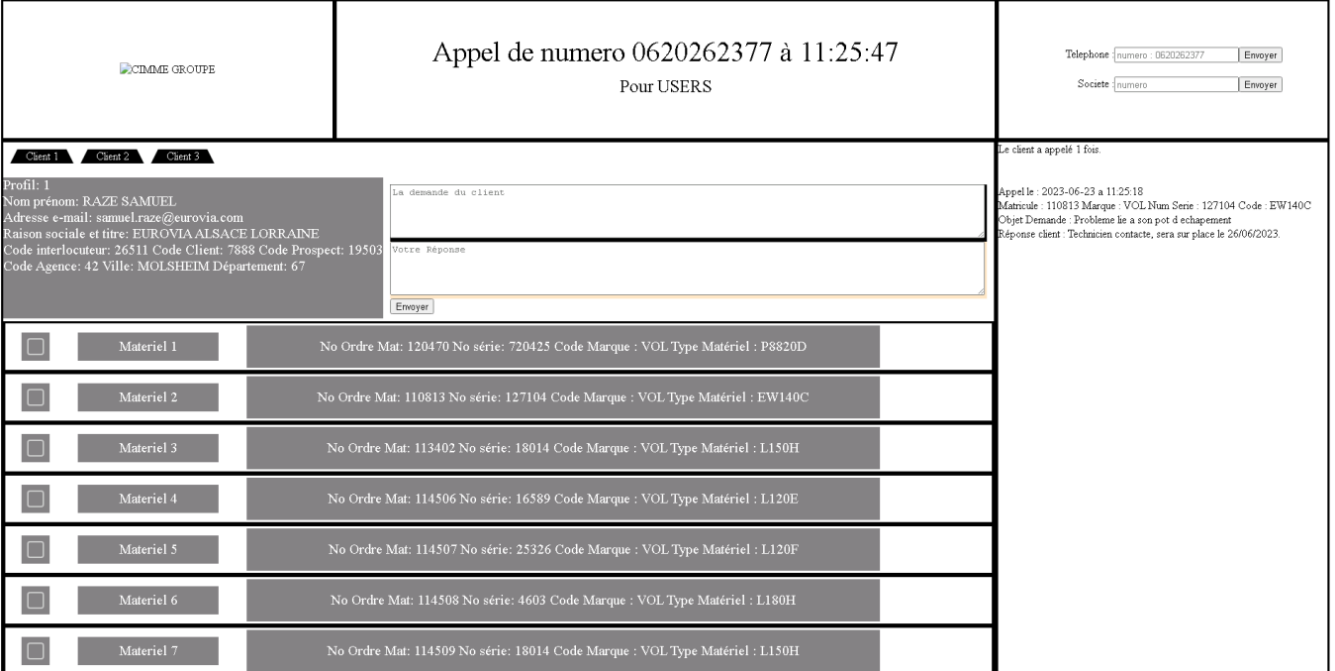 CIMME GROUPE
Appel de numero 0620262377 à 11:25:47
Pour USERS
Telephone : numero : 0620262377 Envoyer
Societe : numero Envoyer
Client 1 Client 2 Client 3
Profil: 1
Nom prénom: RAZE SAMUEL
Adresse e-mail: samuel.raze@eurovia.com
Raison sociale et titre: EUROVIA ALSACE LORRAINE
Code interlocuteur: 26511 Code Client: 7888 Code Prospect: 19503
Code Agence: 42 Ville: MOLSHEIM Département: 67
La demande du client
Votre Réponse
Envoyer
Materiel 1 No Ordre Mat: 120470 No série: 720425 Code Marque : VOL Type Matériel : P8820D
Materiel 2 No Ordre Mat: 110813 No série: 127104 Code Marque : VOL Type Matériel : EW140C
Materiel 3 No Ordre Mat: 113402 No série: 18014 Code Marque : VOL Type Matériel : L150H
Materiel 4 No Ordre Mat: 114506 No série: 16589 Code Marque : VOL Type Matériel : L120E
Materiel 5 No Ordre Mat: 114507 No série: 25326 Code Marque : VOL Type Matériel : L120F
Materiel 6 No Ordre Mat: 114508 No série: 4603 Code Marque : VOL Type Matériel : L180H
Materiel 7 No Ordre Mat: 114509 No série: 18014 Code Marque : VOL Type Matériel : L150H
Le client a appelé 1 fois.
Appel le : 2023-06-23 a 11:25:18
Matricule : 110813 Marque : VOL Num Serie : 127104 Code : EW140C
Objet Demande : Probleme lie a son pot d echapement
Réponse client : Technicien contacte, sera sur place le 26/06/2023.